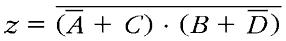 $z = \overline{(\overline{A} + C) \cdot (B + \overline{D})}$